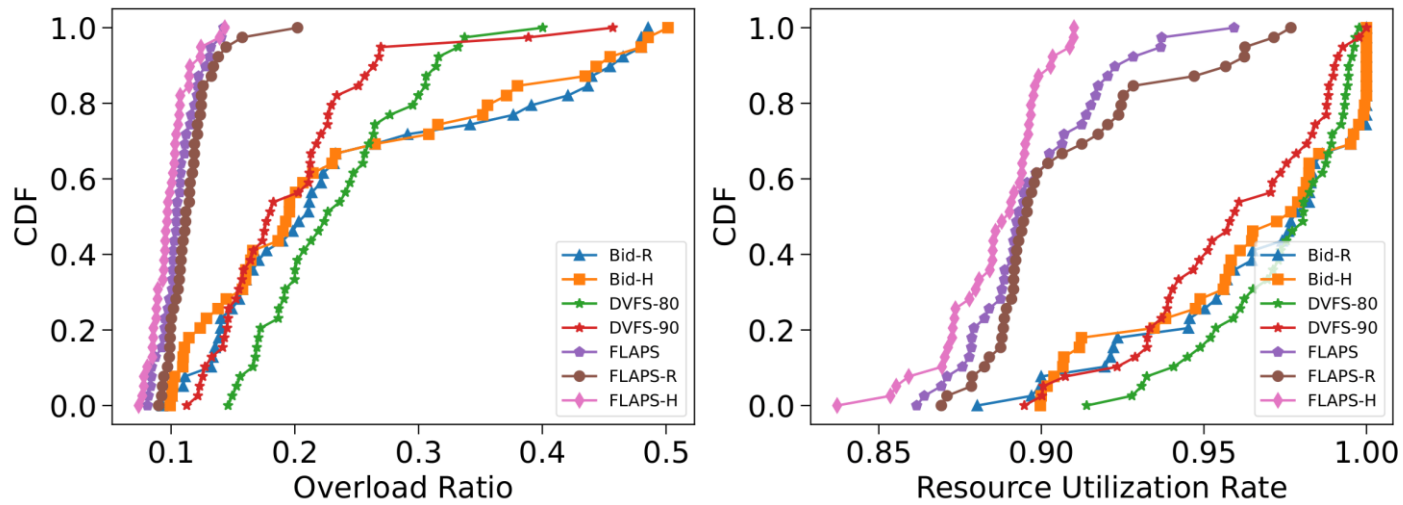 1.0
0.8
0.6
0.4
0.2
0.0
CDF
0.1
0.2
0.3
0.4
0.5
Overload Ratio
Bid-R
Bid-H
DVFS-80
DVFS-90
FLAPS
FLAPS-R
FLAPS-H
1.0
0.8
0.6
0.4
0.2
0.0
CDF
0.85
0.90
0.95
1.00
Resource Utilization Rate
Bid-R
Bid-H
DVFS-80
DVFS-90
FLAPS
FLAPS-R
FLAPS-H